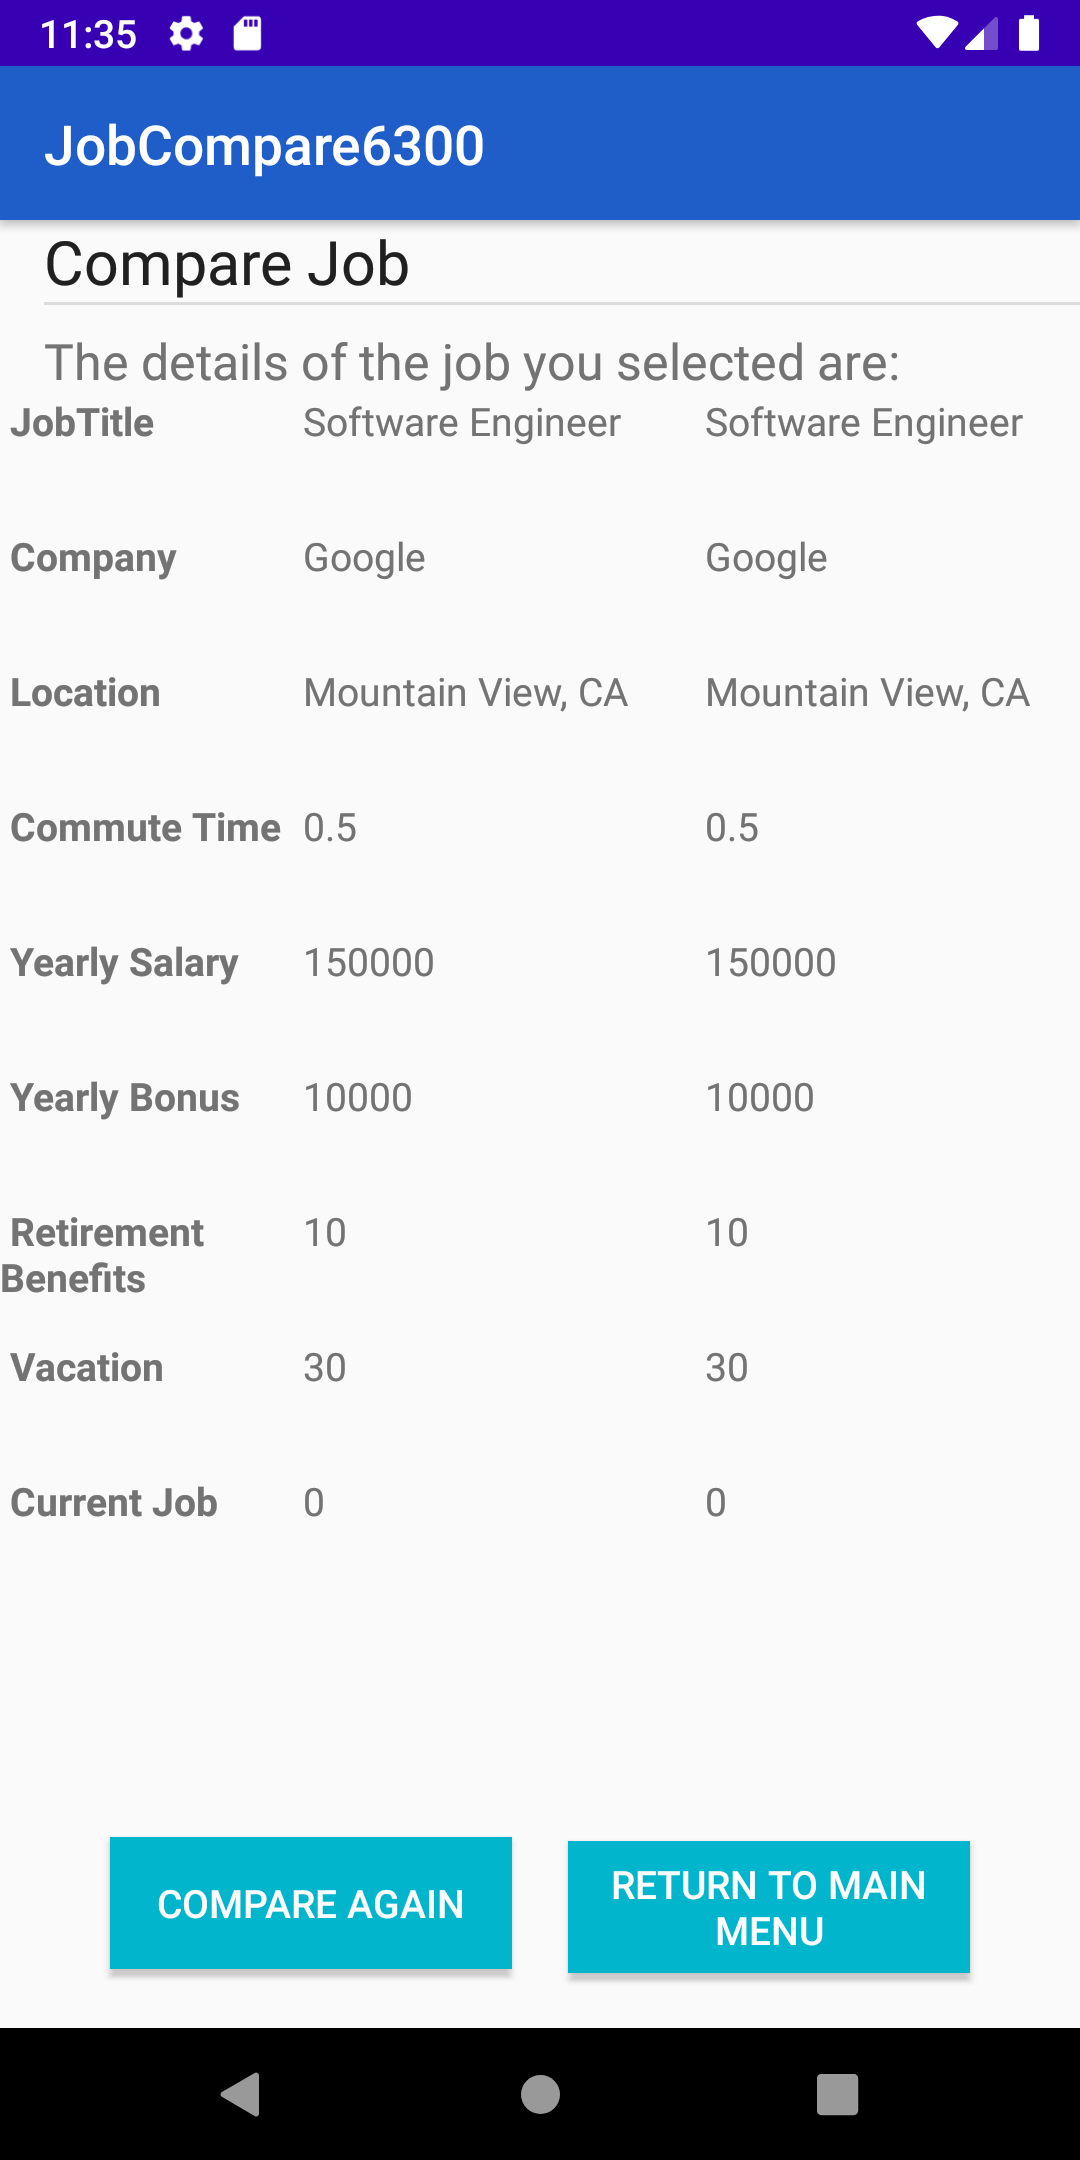 11:35
JobCompare6300
Compare Job
The details of the job you selected are:
JobTitle Software Engineer Software Engineer
Company Google Google
Location Mountain View, CA Mountain View, CA
Commute Time 0.5 0.5
Yearly Salary 150000 150000
Yearly Bonus 10000 10000
Retirement 10 10
Benefits
Vacation 30 30
Current Job 0 0
COMPARE AGAIN
RETURN TO MAIN
MENU